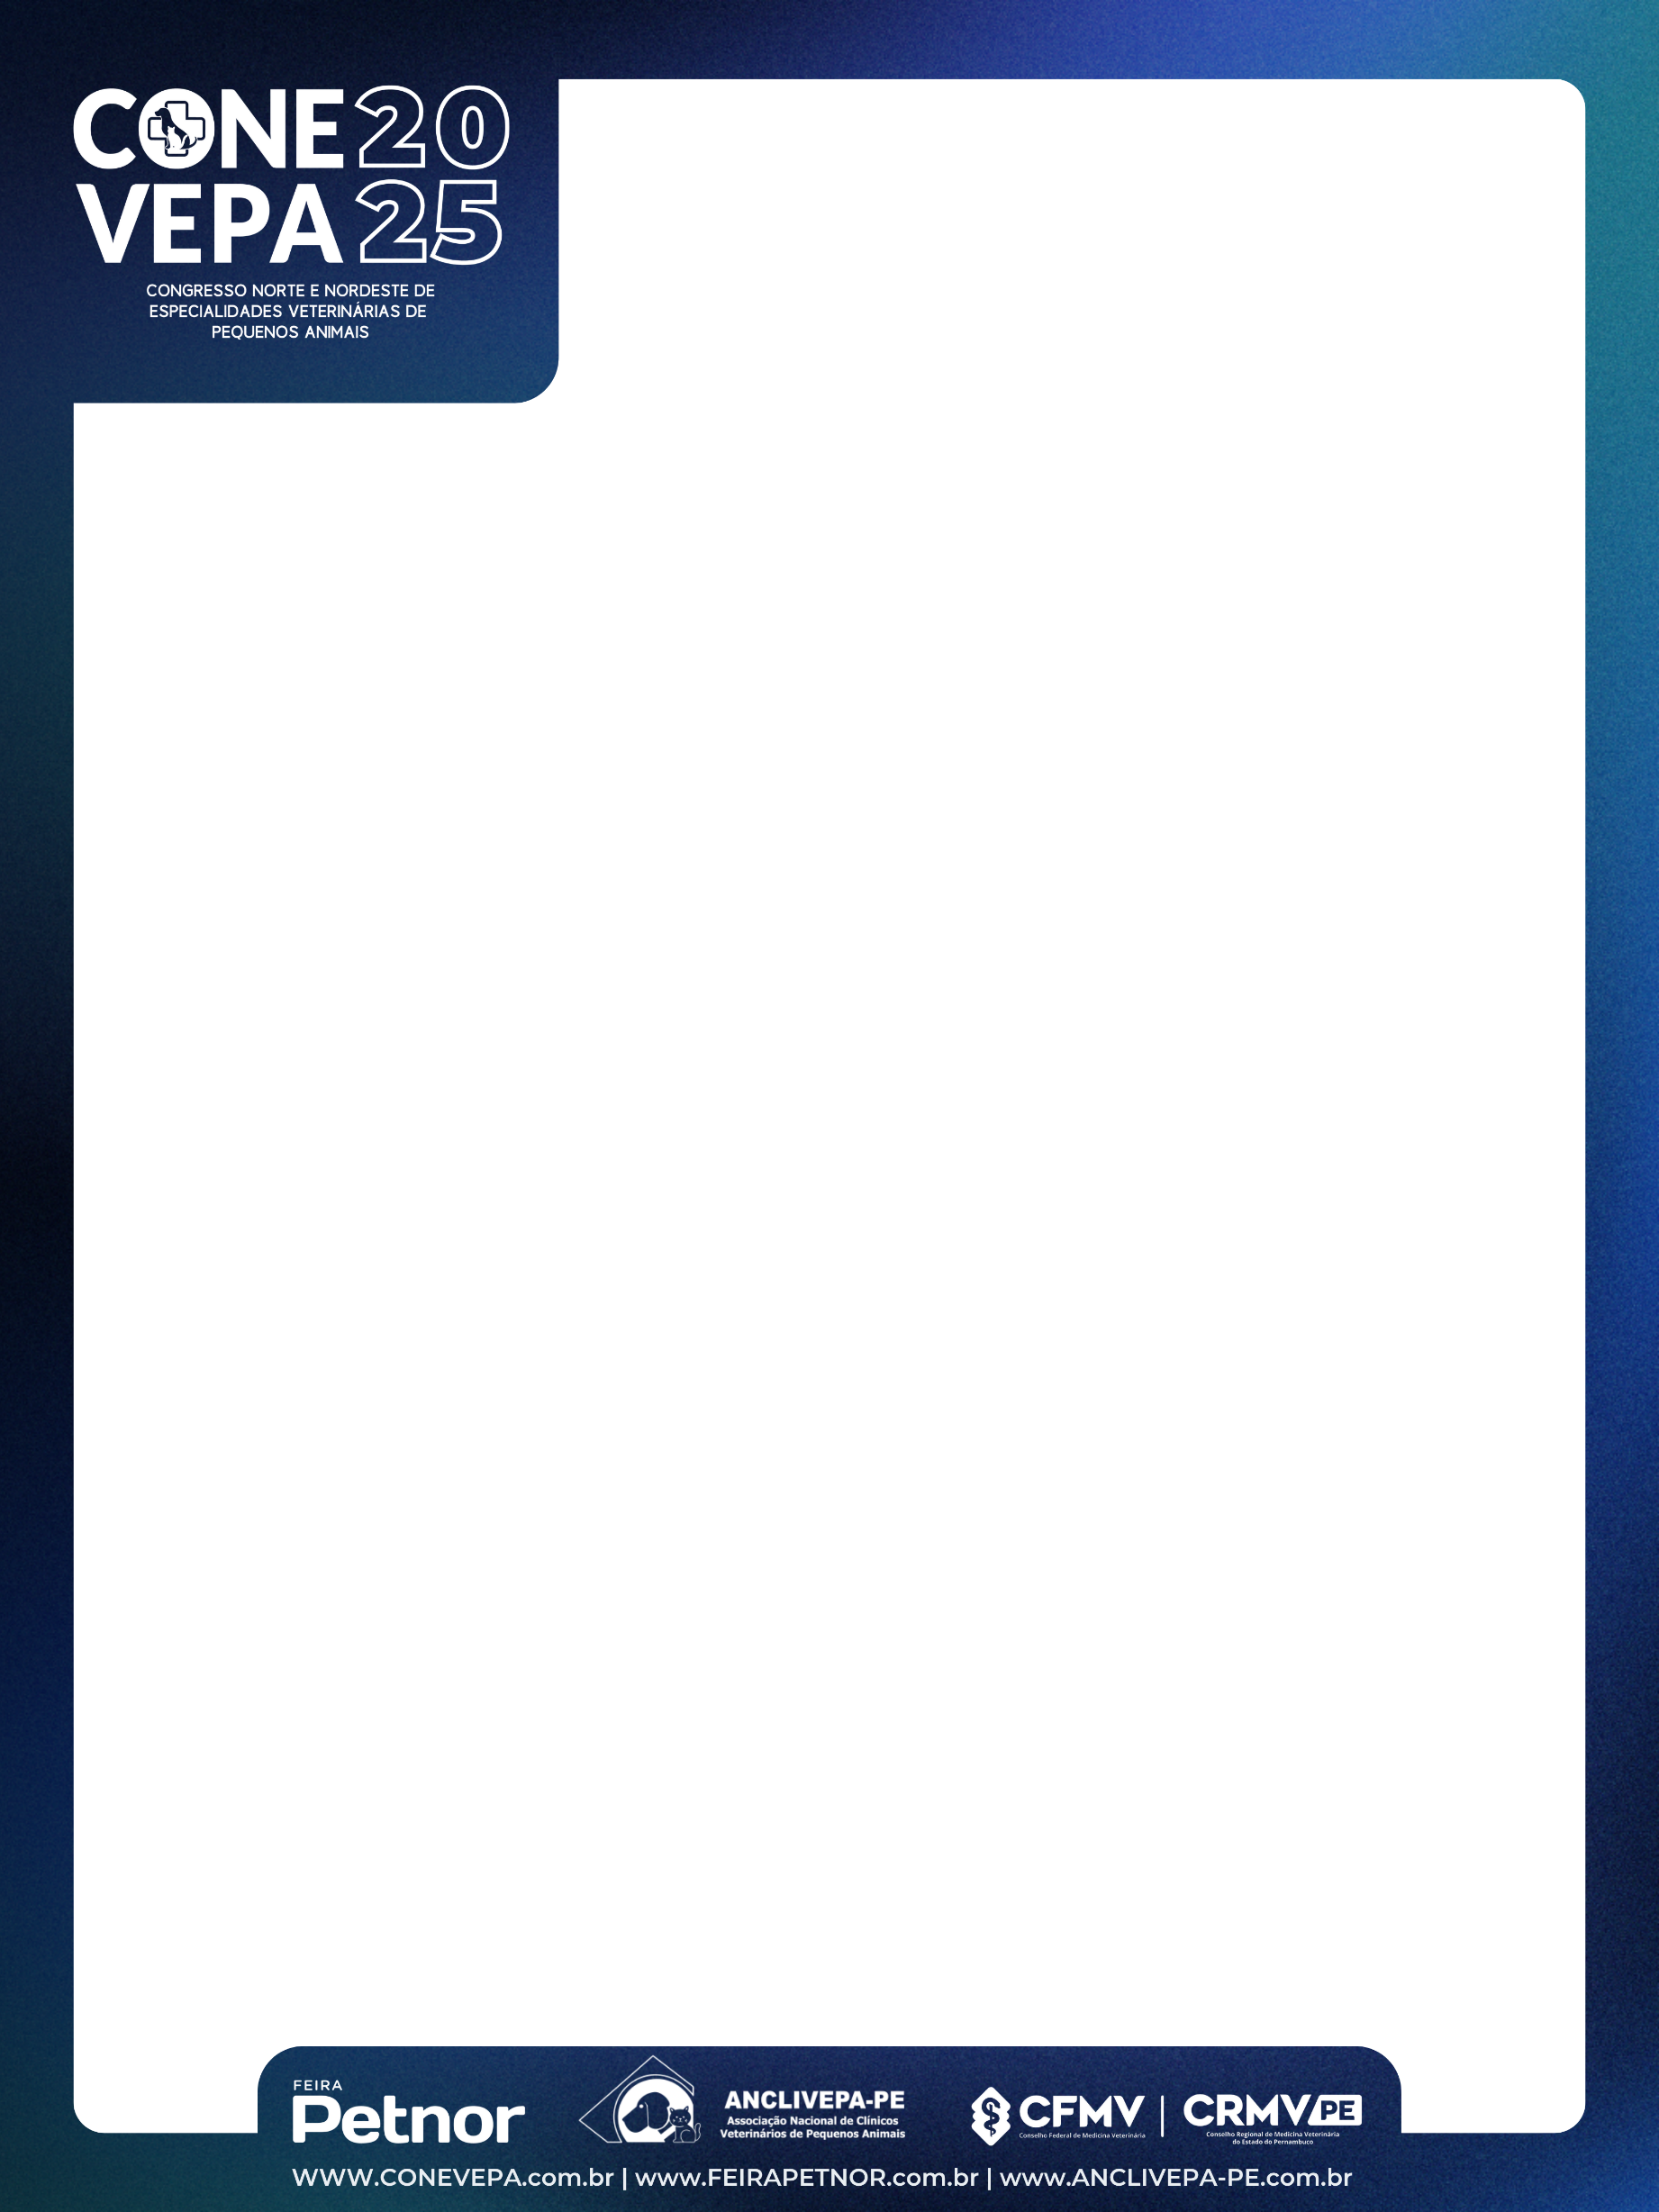 CONE 20
VEPA 25
CONGRESSO NORTE E NORDESTE DE
ESPECIALIDADES VETERINÁRIAS DE
PEQUENOS ANIMAIS
FEIRA
Petnor
ANCLIVEPA-PE
Associação Nacional de Clínicos
Veterinários de Pequenos Animais
CFMV
Conselho Federal de Medicina Veterinária
CRMV/PE
Conselho Regional de Medicina Veterinária
do Estado do Pernambuco
WWW.CONEVEPA.com.br | www.FEIRAPETNOR.com.br | www.ANCLIVEPA-PE.com.br